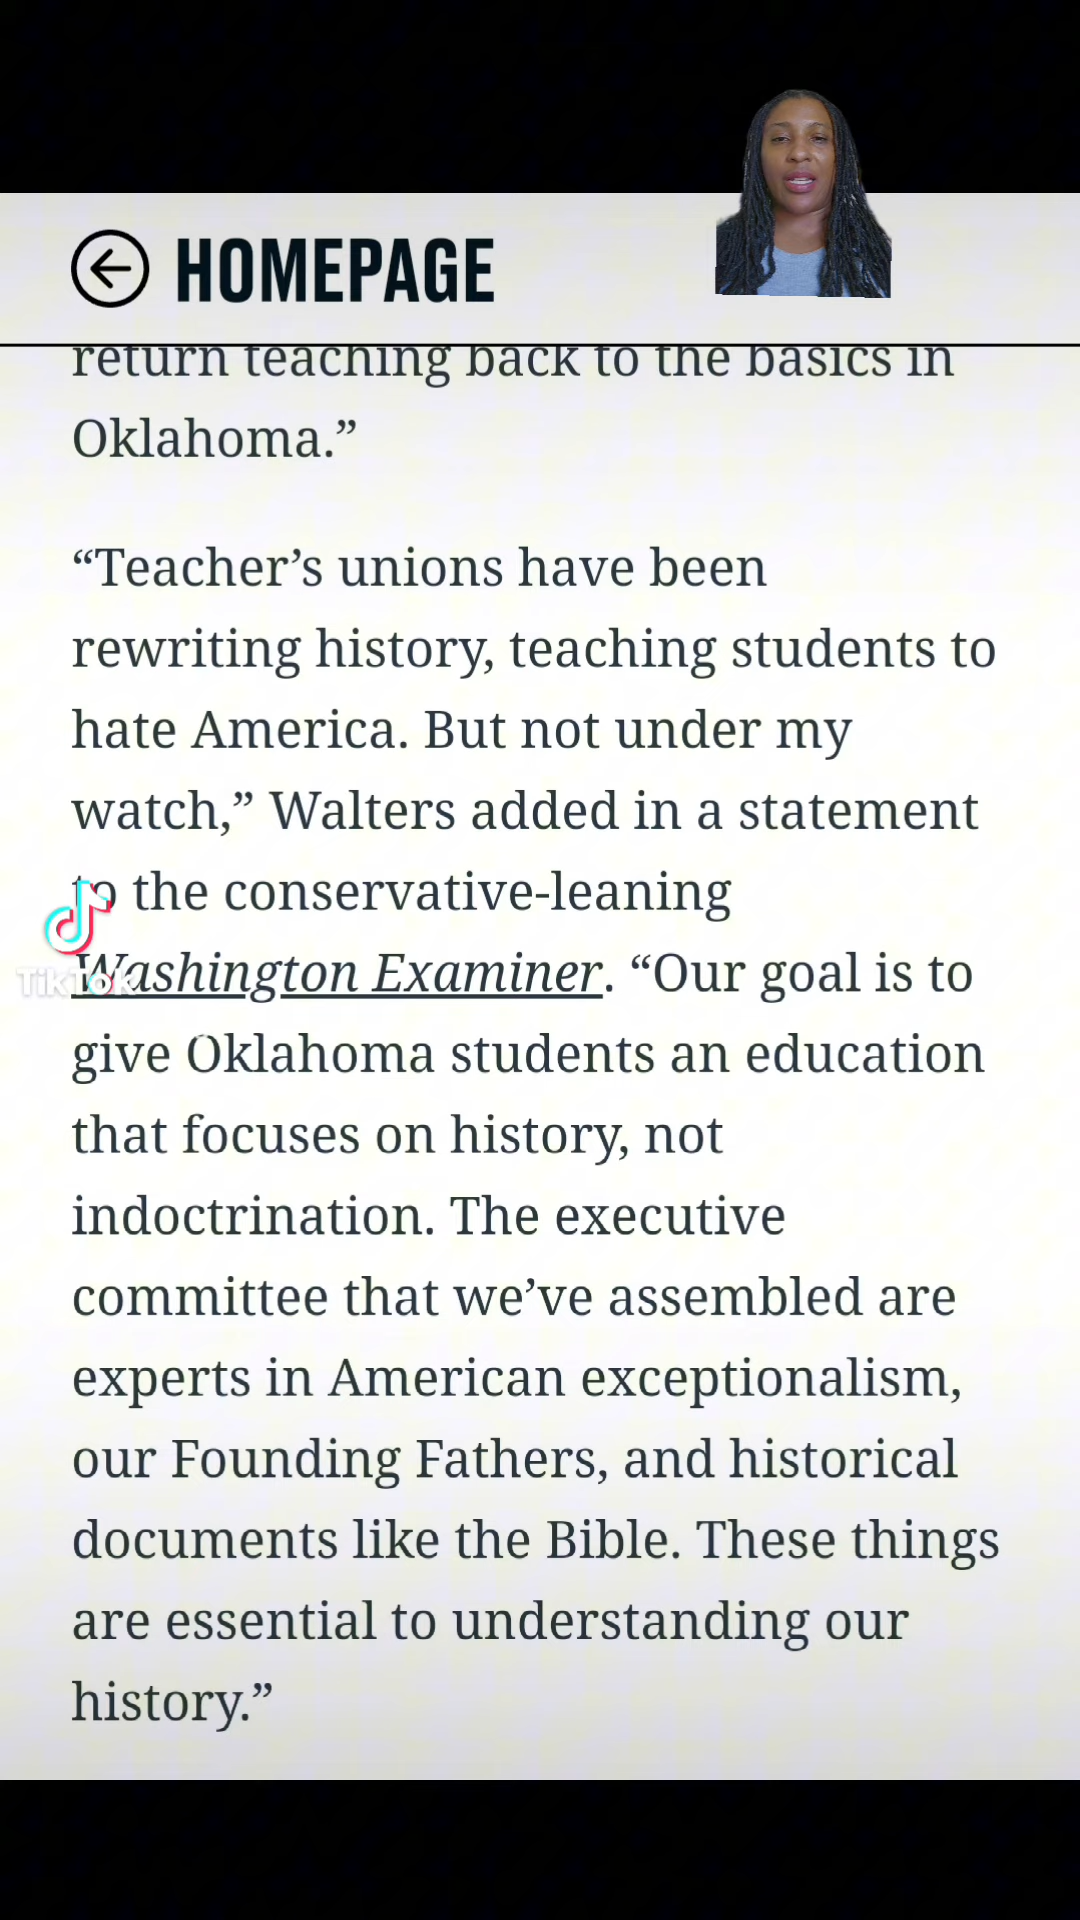 HOMEPAGE
return teaching back to the basics in
Oklahoma.”
“Teacher’s unions have been
rewriting history, teaching students to
hate America. But not under my
watch,” Walters added in a statement
to the conservative-leaning
Washington Examiner. “Our goal is to
TikTok
give Oklahoma students an education
that focuses on history, not
indoctrination. The executive
committee that we’ve assembled are
experts in American exceptionalism,
our Founding Fathers, and historical
documents like the Bible. These things
are essential to understanding our
history.”